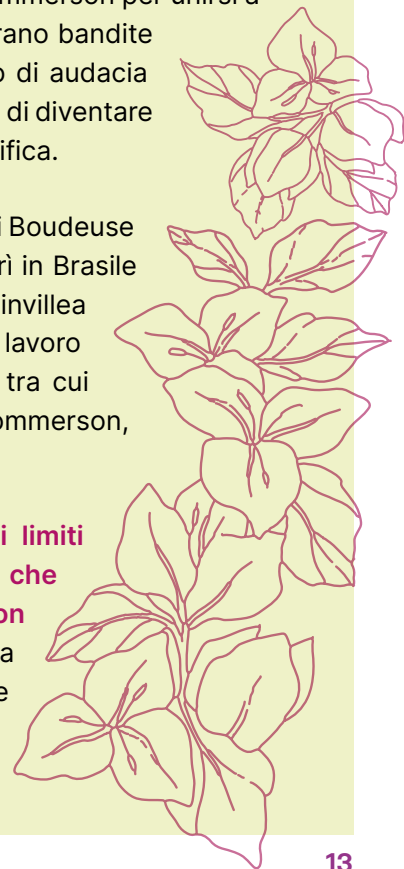 mmerson per unirsi a
rano bandite
o di audacia
di diventare
ifica.
i Boudeuse
rì in Brasile
invillea
lavoro
tra cui
ommerson,
i limiti
che
on
a
e
13